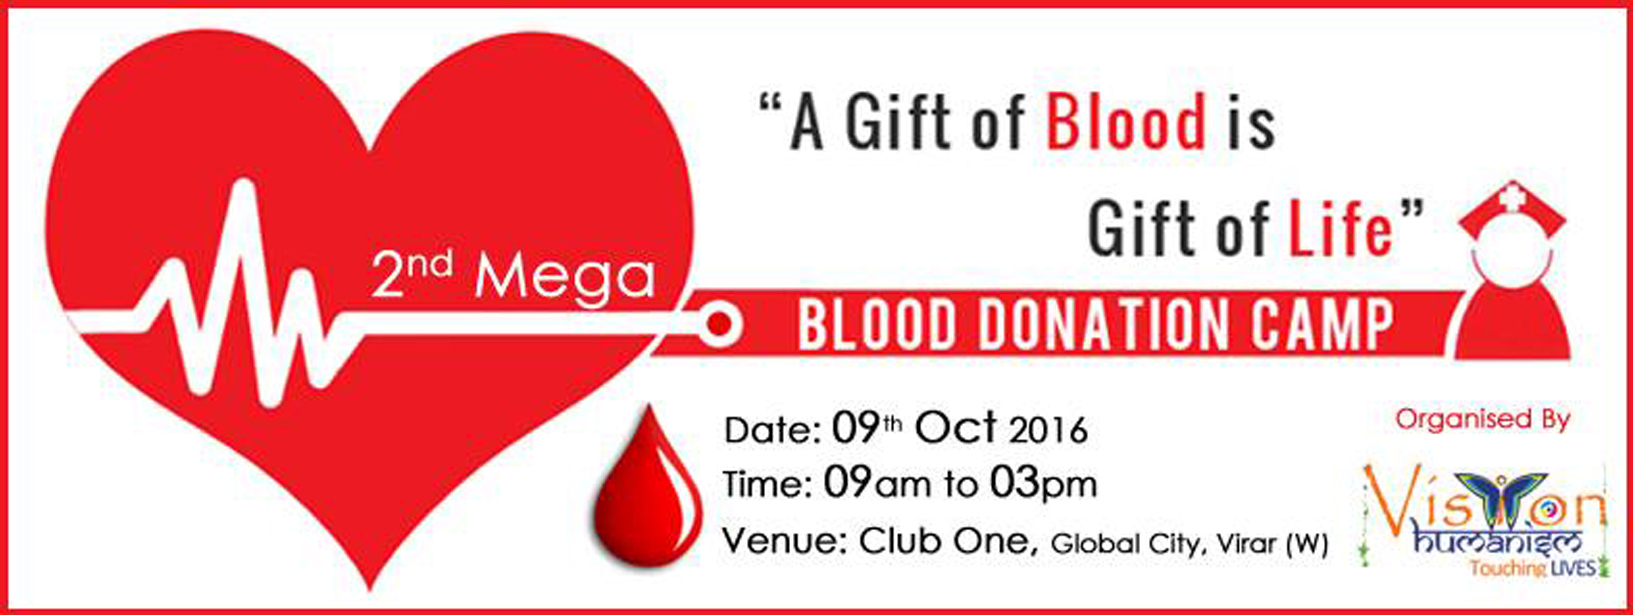 “A Gift of Blood is
Gift of Life”
2nd Mega
BLOOD DONATION CAMP
Date: 09th Oct 2016
Time: 09am to 03pm
Venue: Club One, Global City, Virar (W)
Organised By
Vision
humanism
Touching LIVES